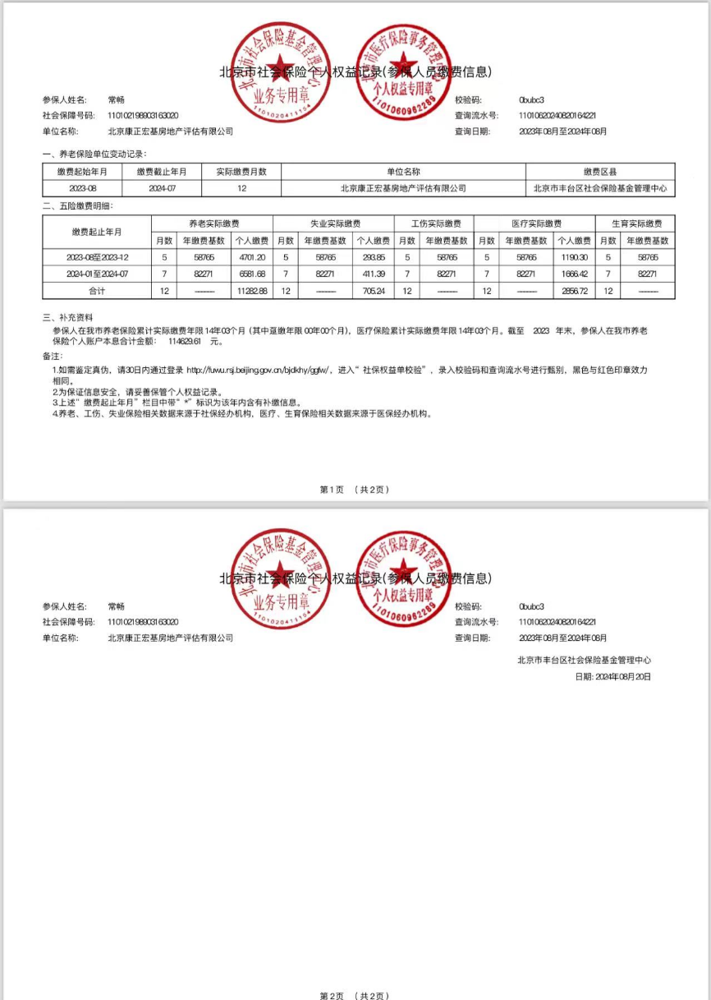 北京市社会保险个人权益记录(参保人员缴费信息)
北京市社会保险基金管理中心
业务专用章
1101020411154
北京市医疗保险事务管理中心
个人权益专用章
1101060962289
参保人姓名: 常畅 校验码: 0bubc3
社会保障号码: 110102198903163020 查询流水号: 11010620240820164221
单位名称: 北京康正宏基房地产评估有限公司 查询日期: 2023年08月至2024年08月
一、养老保险单位变动记录:
缴费起始年月 缴费截止年月 实际缴费月数 单位名称 缴费区县
2023-08 2024-07 12 北京康正宏基房地产评估有限公司 北京市丰台区社会保险基金管理中心
二、五险缴费明细:
缴费起止年月 养老实际缴费 失业实际缴费 工伤实际缴费 医疗实际缴费 生育实际缴费
月数 年缴费基数 个人缴费 月数 年缴费基数 个人缴费 月数 年缴费基数 月数 年缴费基数 个人缴费 月数 年缴费基数
2023-08至2023-12 5 58765 4701.20 5 58765 293.85 5 58765 5 58765 1190.30 5 58765
2024-01至2024-07 7 82271 6581.68 7 82271 411.39 7 82271 7 82271 1666.42 7 82271
合计 12 ------ 11282.88 12 ------ 705.24 12 ------ 12 ------ 2856.72 12 ------
三、补充资料
参保人在我市养老保险累计实际缴费年限14年03个月(其中趸缴年限 00年00个月),医疗保险累计实际缴费年限14年03个月。截至 2023 年末,参保人在我市养老
保险个人账户本息合计金额: 114629.61 元。
备注:
1.如需鉴定真伪,请30日内通过登录 http://fuwu.rsj.beijing.gov.cn/bjdkhy/ggfw/,进入“社保权益单校验”,录入校验码和查询流水号进行甄别,黑色与红色印章效力
相同。
2.为保证信息安全,请妥善保管个人权益记录。
3.上述“缴费起止年月”栏目中带“*”标识为该年内含有补缴信息。
4.养老、工伤、失业保险相关数据来源于社保经办机构,医疗、生育保险相关数据来源于医保经办机构。
第1页 (共2页)
北京市社会保险个人权益记录(参保人员缴费信息)
北京市社会保险基金管理中心
业务专用章
1101020411154
北京市医疗保险事务管理中心
个人权益专用章
1101060962289
参保人姓名: 常畅 校验码: 0bubc3
社会保障号码: 110102198903163020 查询流水号: 11010620240820164221
单位名称: 北京康正宏基房地产评估有限公司 查询日期: 2023年08月至2024年08月
北京市丰台区社会保险基金管理中心
日期: 2024年08月20日
第2页 (共2页)